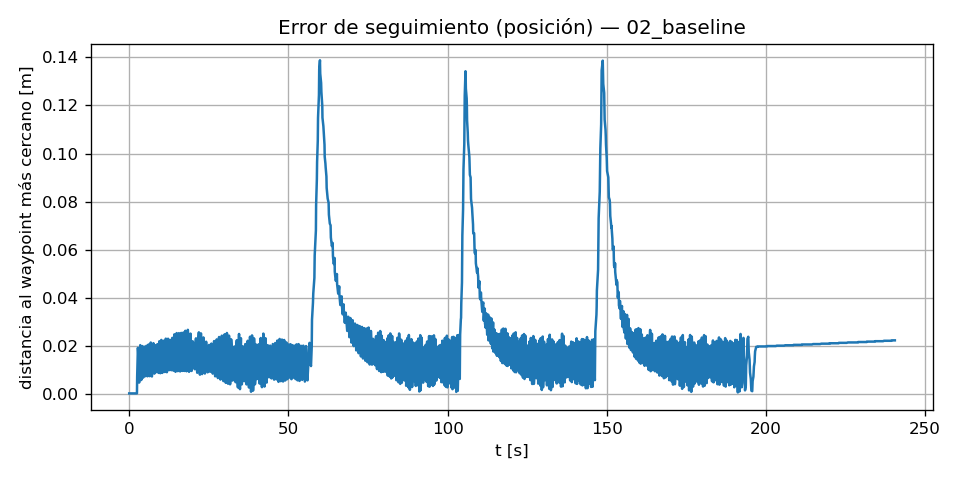 Error de seguimiento (posición) — 02_baseline
distancia al waypoint más cercano [m]
0.14
0.12
0.10
0.08
0.06
0.04
0.02
0.00
0 50 100 150 200 250
t [s]